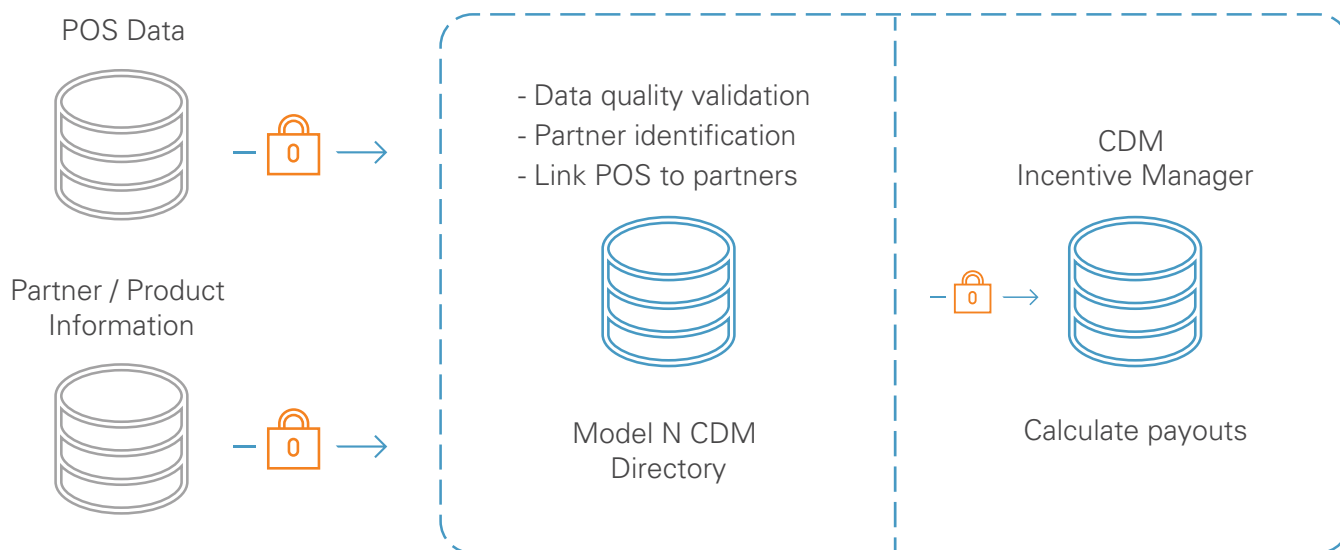 POS Data
Partner / Product
Information
- Data quality validation
- Partner identification
- Link POS to partners
Model N CDM
Directory
CDM
Incentive Manager
Calculate payouts